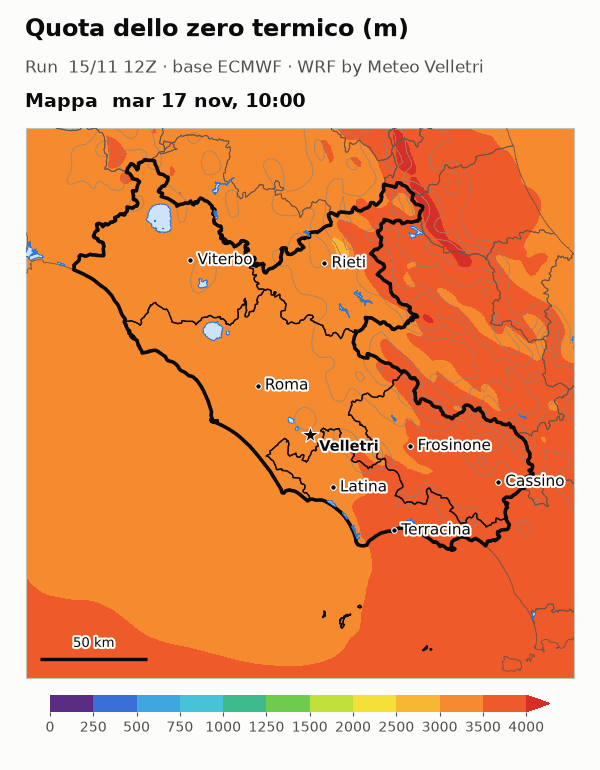 Quota dello zero termico (m)
Run  15/11 12Z · base ECMWF · WRF by Meteo Velletri
Mappa  mar 17 nov, 10:00
Viterbo
Rieti
Roma
Velletri
Frosinone
Cassino
Latina
Terracina
50 km
0 250 500 750 1000 1250 1500 2000 2500 3000 3500 4000